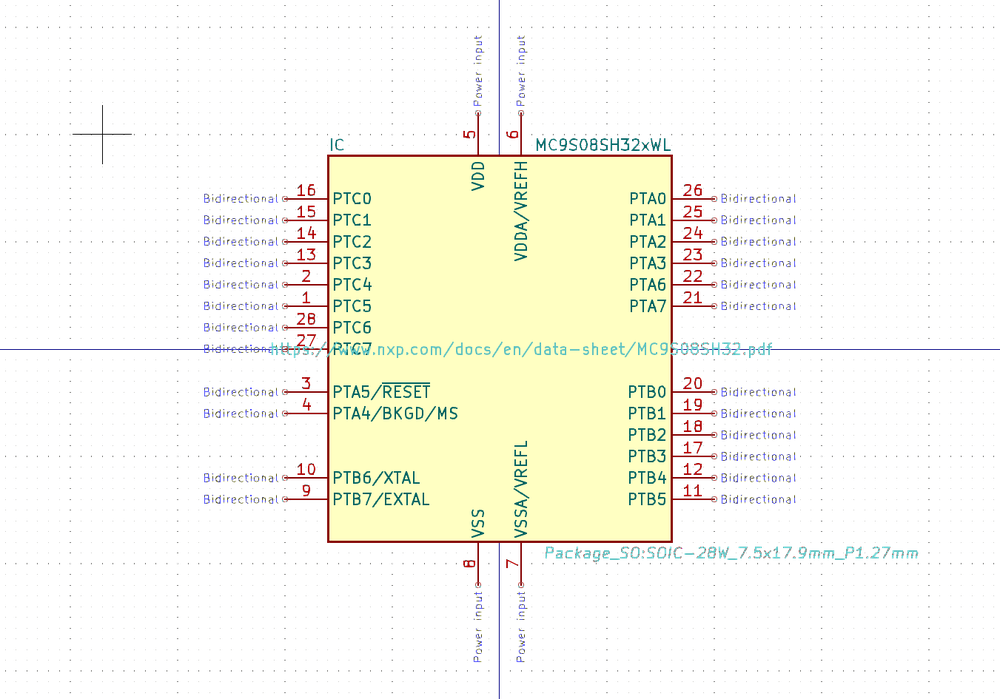 Power input
Power input
5
6
IC
MC9S08SH32xWL
VDD
VDDA/VREFH
Bidirectional 16 PTC0
PTA0 26 Bidirectional
Bidirectional 15 PTC1
PTA1 25 Bidirectional
Bidirectional 14 PTC2
PTA2 24 Bidirectional
Bidirectional 13 PTC3
PTA3 23 Bidirectional
Bidirectional 2 PTC4
PTA6 22 Bidirectional
Bidirectional 1 PTC5
PTA7 21 Bidirectional
Bidirectional 28 PTC6
Bidirectional 27 PTC7
https://www.nxp.com/docs/en/data-sheet/MC9S08SH32.pdf
Bidirectional 3 PTA5/RESET
PTB0 20 Bidirectional
Bidirectional 4 PTA4/BKGD/MS
PTB1 19 Bidirectional
PTB2 18 Bidirectional
PTB3 17 Bidirectional
Bidirectional 10 PTB6/XTAL
PTB4 12 Bidirectional
Bidirectional 9 PTB7/EXTAL
PTB5 11 Bidirectional
VSS
VSSA/VREFL
Package_SO:SOIC-28W_7.5x17.9mm_P1.27mm
8
7
Power input
Power input